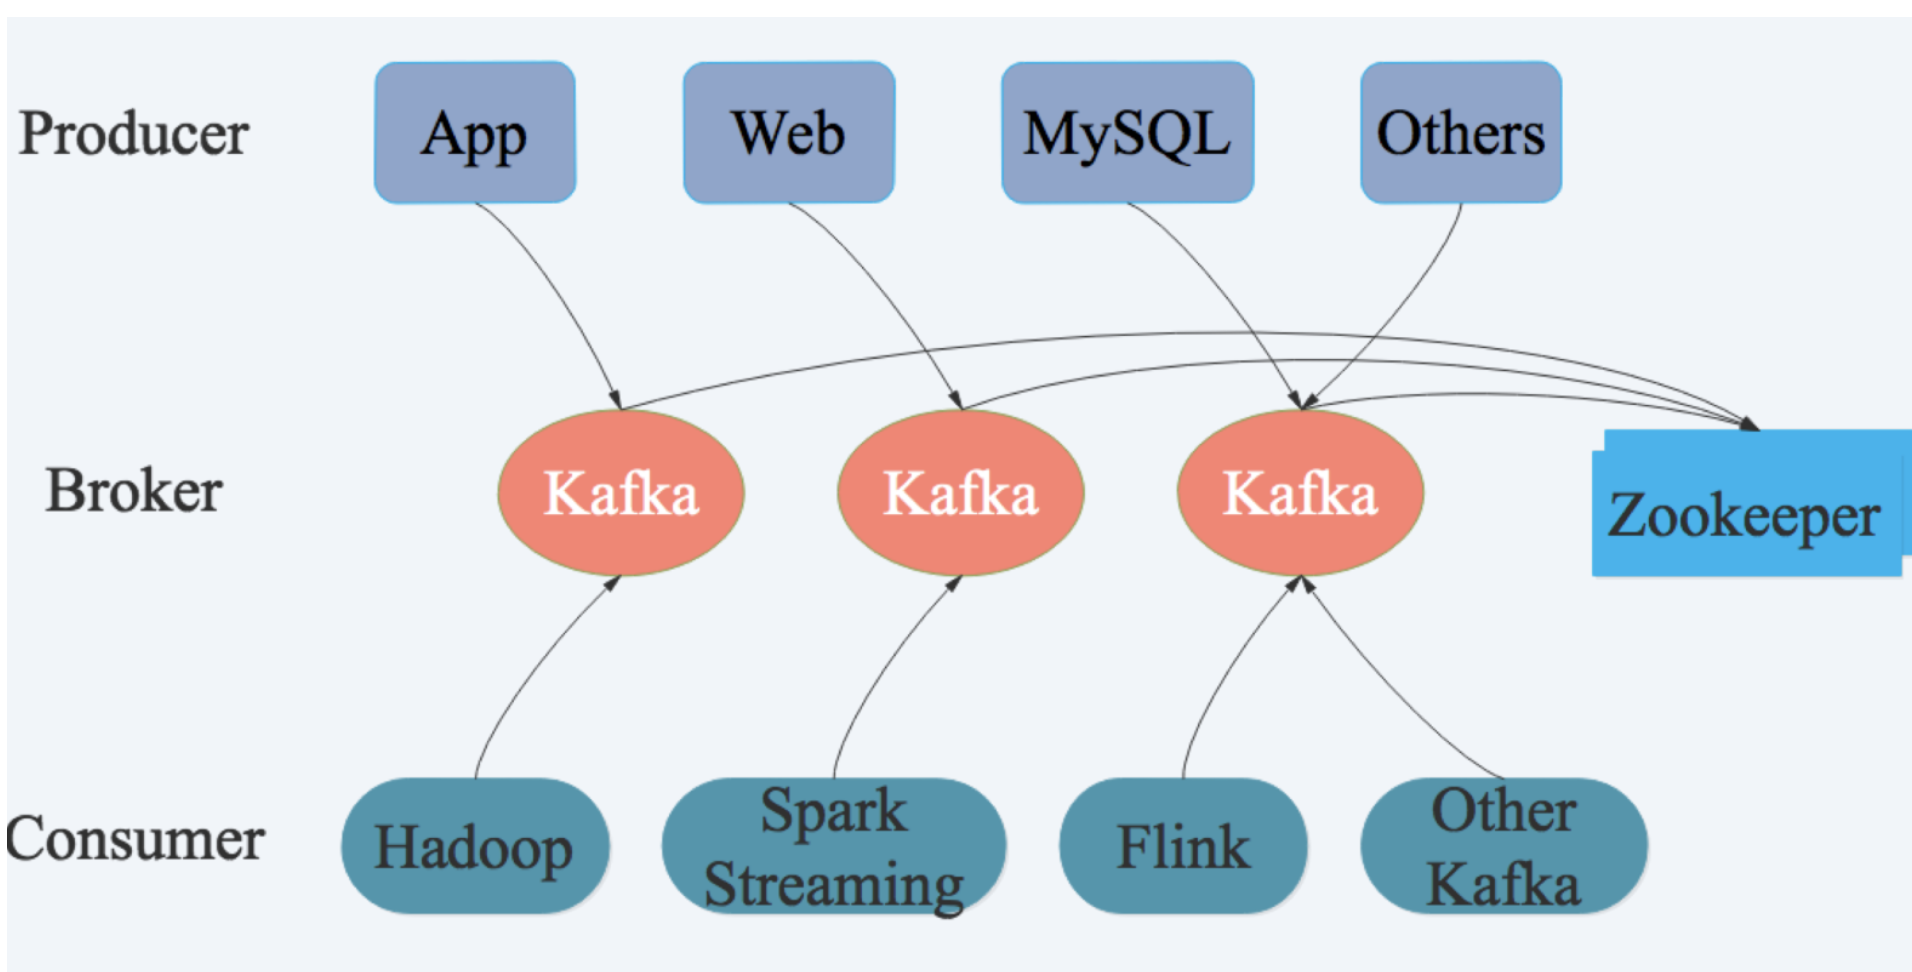 Producer
App
Web
MySQL
Others
Broker
Kafka
Kafka
Kafka
Zookeeper
Consumer
Hadoop
Spark
Streaming
Flink
Other
Kafka